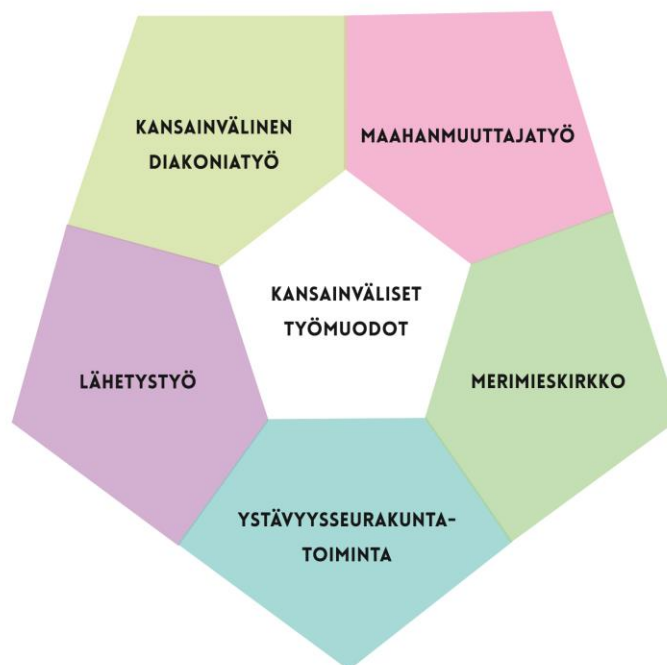 KANSAINVÄLINEN
DIAKONIATYÖ
MAAHANMUUTTAJATYÖ
KANSAINVÄLISET
TYÖMUODOT
LÄHETYSTYÖ
MERIMIESKIRKKO
YSTÄVYYSSEURAKUNTA-
TOIMINTA